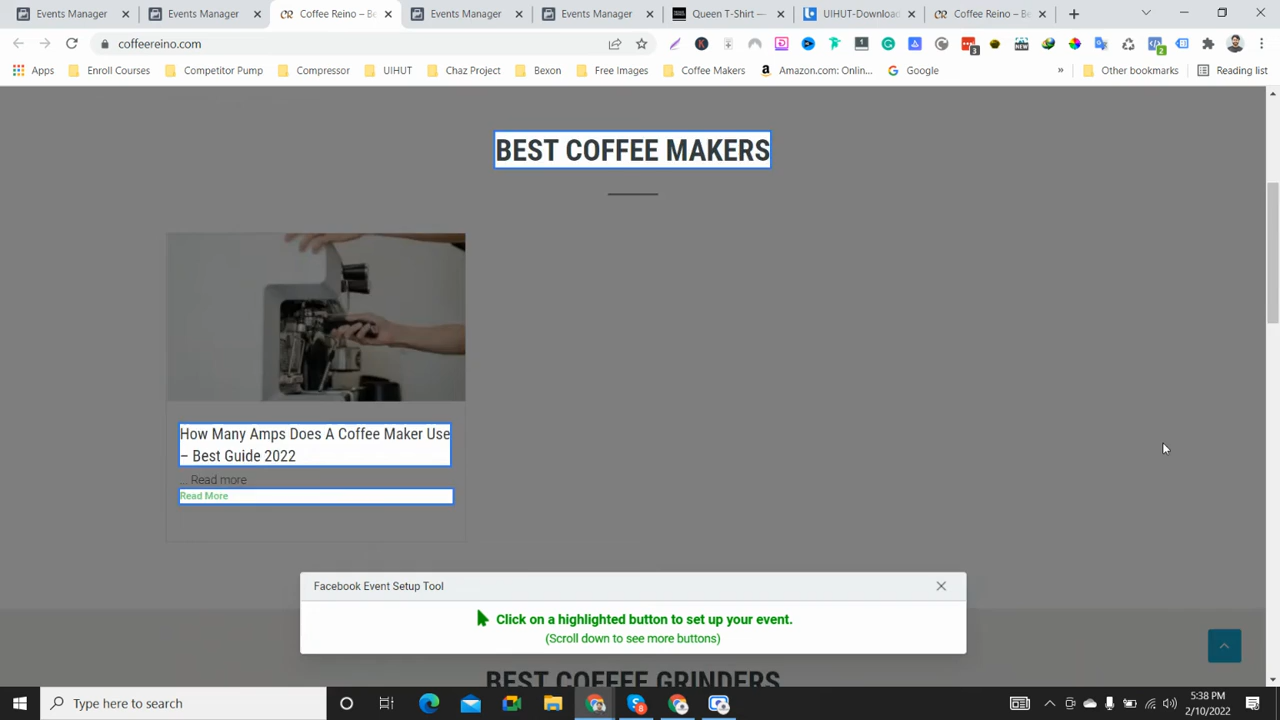 Events Manager
Events Manager
Coffee Reino – Be
Events Manager
Events Manager
Queen T-Shirt —
UIHUT-Download
Coffee Reino – Be
coffeereino.com
Apps
Enroll Courses
Competitor Pump
Compressor
UIHUT
Chaz Project
Bexon
Free Images
Coffee Makers
Amazon.com: Onlin...
Google
»
Other bookmarks
Reading list
BEST COFFEE MAKERS
How Many Amps Does A Coffee Maker Use
– Best Guide 2022
... Read more
Read More
Facebook Event Setup Tool
Click on a highlighted button to set up your event.
(Scroll down to see more buttons)
BEST COFFEE GRINDERS
Type here to search
5:38 PM
2/10/2022